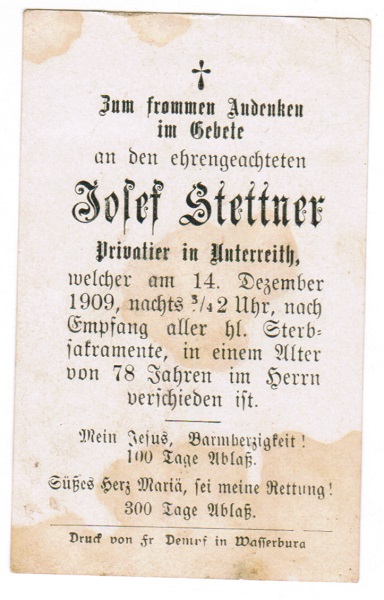 †
Zum frommen Andenken
im Gebete
an den ehrengeachteten
Josef Stettner
Privatier in Unterreith,
welcher am 14. Dezember
1909, nachts ¾2 Uhr, nach
Empfang aller hl. Sterb-
sakramente, in einem Alter
von 78 Jahren im Herrn
verschieden ist.
Mein Jesus, Barmherzigkeit!
100 Tage Ablaß.
Süßes Herz Mariä, sei meine Rettung!
300 Tage Ablaß.
Druck von Fr Dempf in Wasserburg